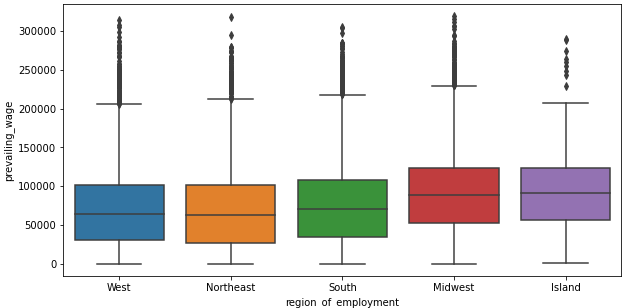 300000
250000
200000
150000
100000
50000
0
prevailing_wage
West Northeast South Midwest Island
region_of_employment